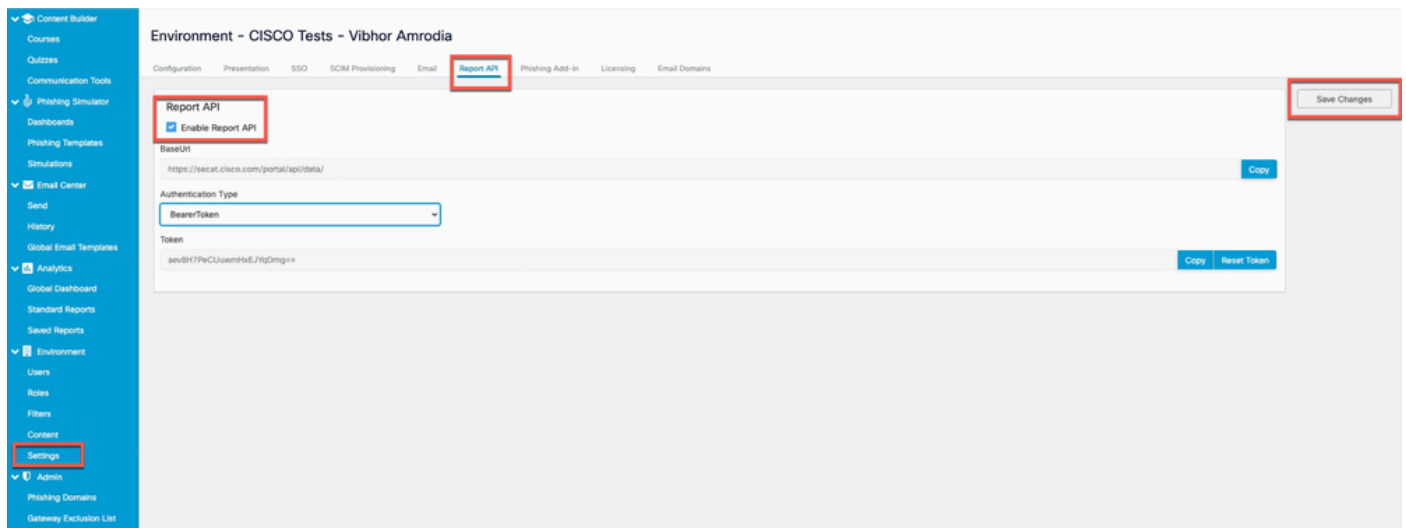 Content Builder
Courses
Quizzes
Communication Tools
Phishing Simulator
Dashboards
Phishing Templates
Simulations
Email Center
Send
History
Global Email Templates
Analytics
Global Dashboard
Standard Reports
Saved Reports
Environment
Users
Roles
Filters
Content
Settings
Admin
Phishing Domains
Gateway Exclusion List
Environment - CISCO Tests - Vibhor Amrodia
Configuration Presentation SSO SCIM Provisioning Email Report API Phishing Add-in Licensing Email Domains
Save Changes
Report API
Enable Report API
BaseUrl
https://secat.cisco.com/portal/api/data/ Copy
Authentication Type
BearerToken
Token
aev8H7PeCUuwmHxEJYqDmg== Copy Reset Token